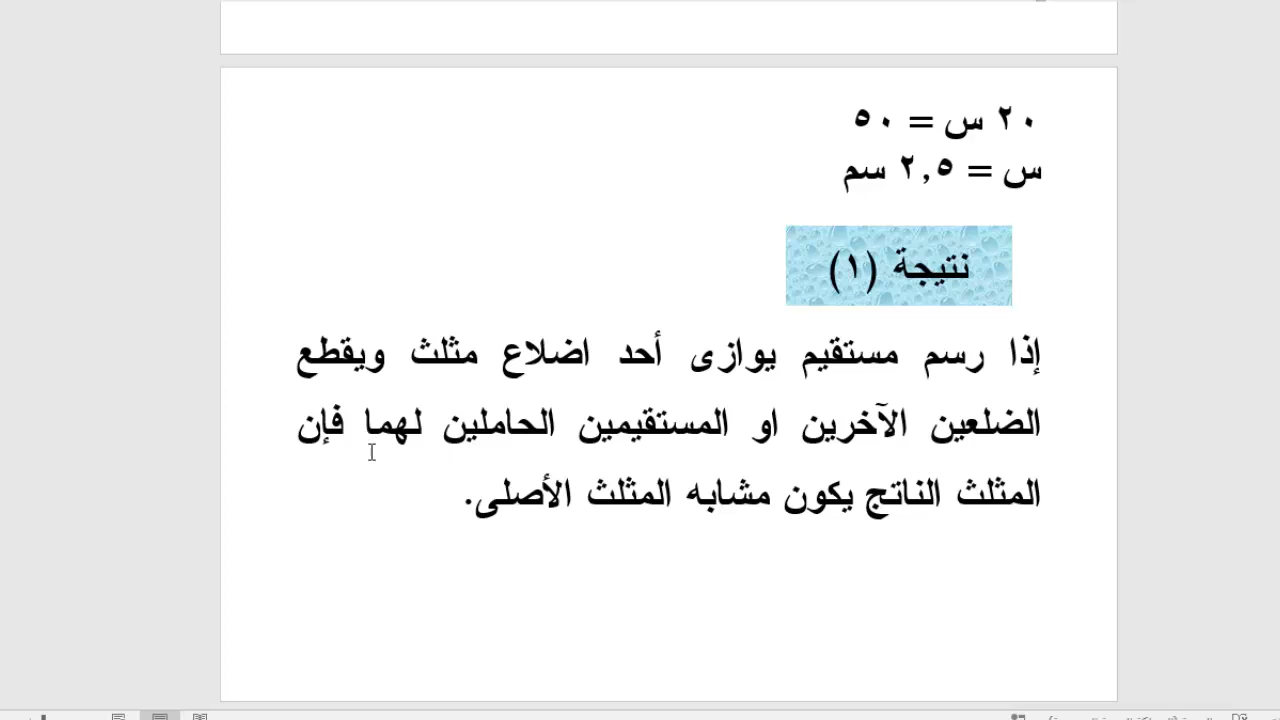 ٢٠ س = ٥٠
س = ٢,٥ سم
نتيجة (١)
إذا رسم مستقيم يوازى أحد اضلاع مثلث ويقطع
الضلعين الآخرين او المستقيمين الحاملين لهما فإن
المثلث الناتج يكون مشابه المثلث الأصلى.